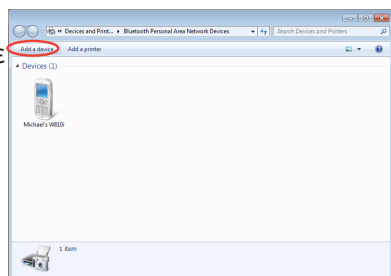 « Devices and Print... ▸ Bluetooth Personal Area Network Devices
Search Devices and Printers
Add a device Add a printer
Devices (1)
Michael's W810i
1 item